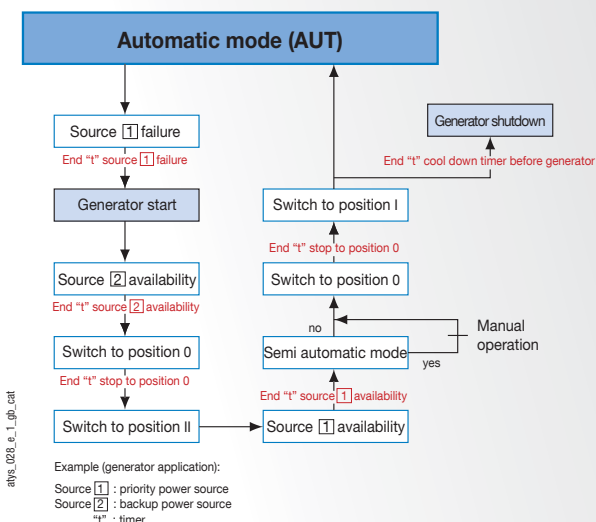 Automatic mode (AUT)
Source 1 failure
End “t” source 1 failure
Generator start
Source 2 availability
End “t” source 2 availability
Switch to position 0
End “t” stop to position 0
Switch to position II
Source 1 availability
End “t” source 1 availability
Semi automatic mode
no
yes
Manual
operation
Switch to position 0
End “t” stop to position 0
Switch to position I
Generator shutdown
End “t” cool down timer before generator
Example (generator application):
Source 1 : priority power source
Source 2 : backup power source
“t” : timer
atys_028_e_1_gb_cat